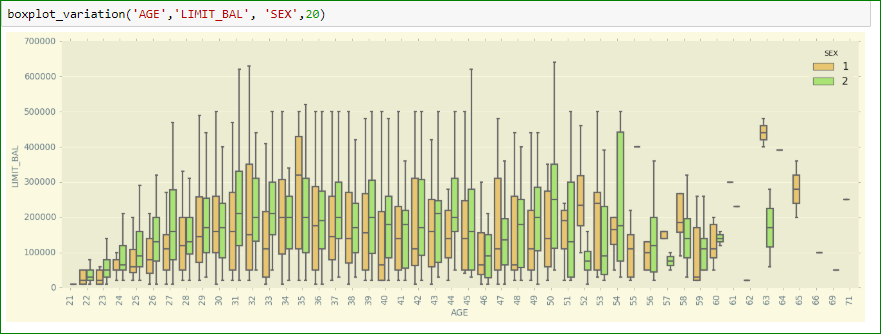 boxplot_variation('AGE','LIMIT_BAL', 'SEX',20)
700000
600000
500000
400000
300000
200000
100000
0
LIMIT_BAL
SEX
1
2
21 22 23 24 25 26 27 28 29 30 31 32 33 34 35 36 37 38 39 40 41 42 43 44 45 46 47 48 49 50 51 52 53 54 55 56 57 58 59 60 61 62 63 64 65 66 69 71
AGE